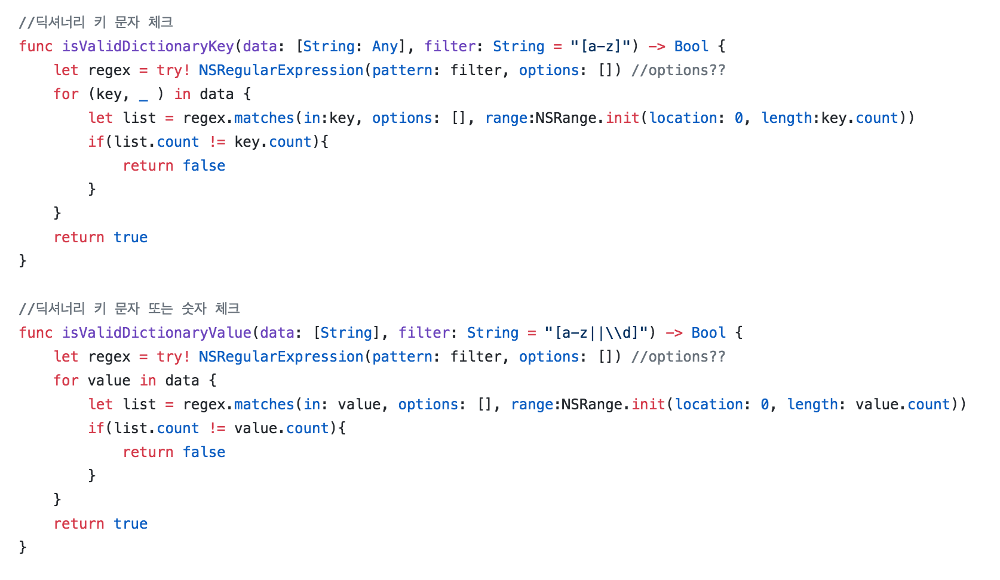 //딕셔너리 키 문자 체크
func isValidDictionaryKey(data: [String: Any], filter: String = "[a-z]") -> Bool {
    let regex = try! NSRegularExpression(pattern: filter, options: []) //options??
    for (key, _ ) in data {
        let list = regex.matches(in:key, options: [], range:NSRange.init(location: 0, length:key.count))
        if(list.count != key.count){
            return false
        }
    }
    return true
}

//딕셔너리 키 문자 또는 숫자 체크
func isValidDictionaryValue(data: [String], filter: String = "[a-z||\\d]") -> Bool {
    let regex = try! NSRegularExpression(pattern: filter, options: []) //options??
    for value in data {
        let list = regex.matches(in: value, options: [], range:NSRange.init(location: 0, length: value.count))
        if(list.count != value.count){
            return false
        }
    }
    return true
}